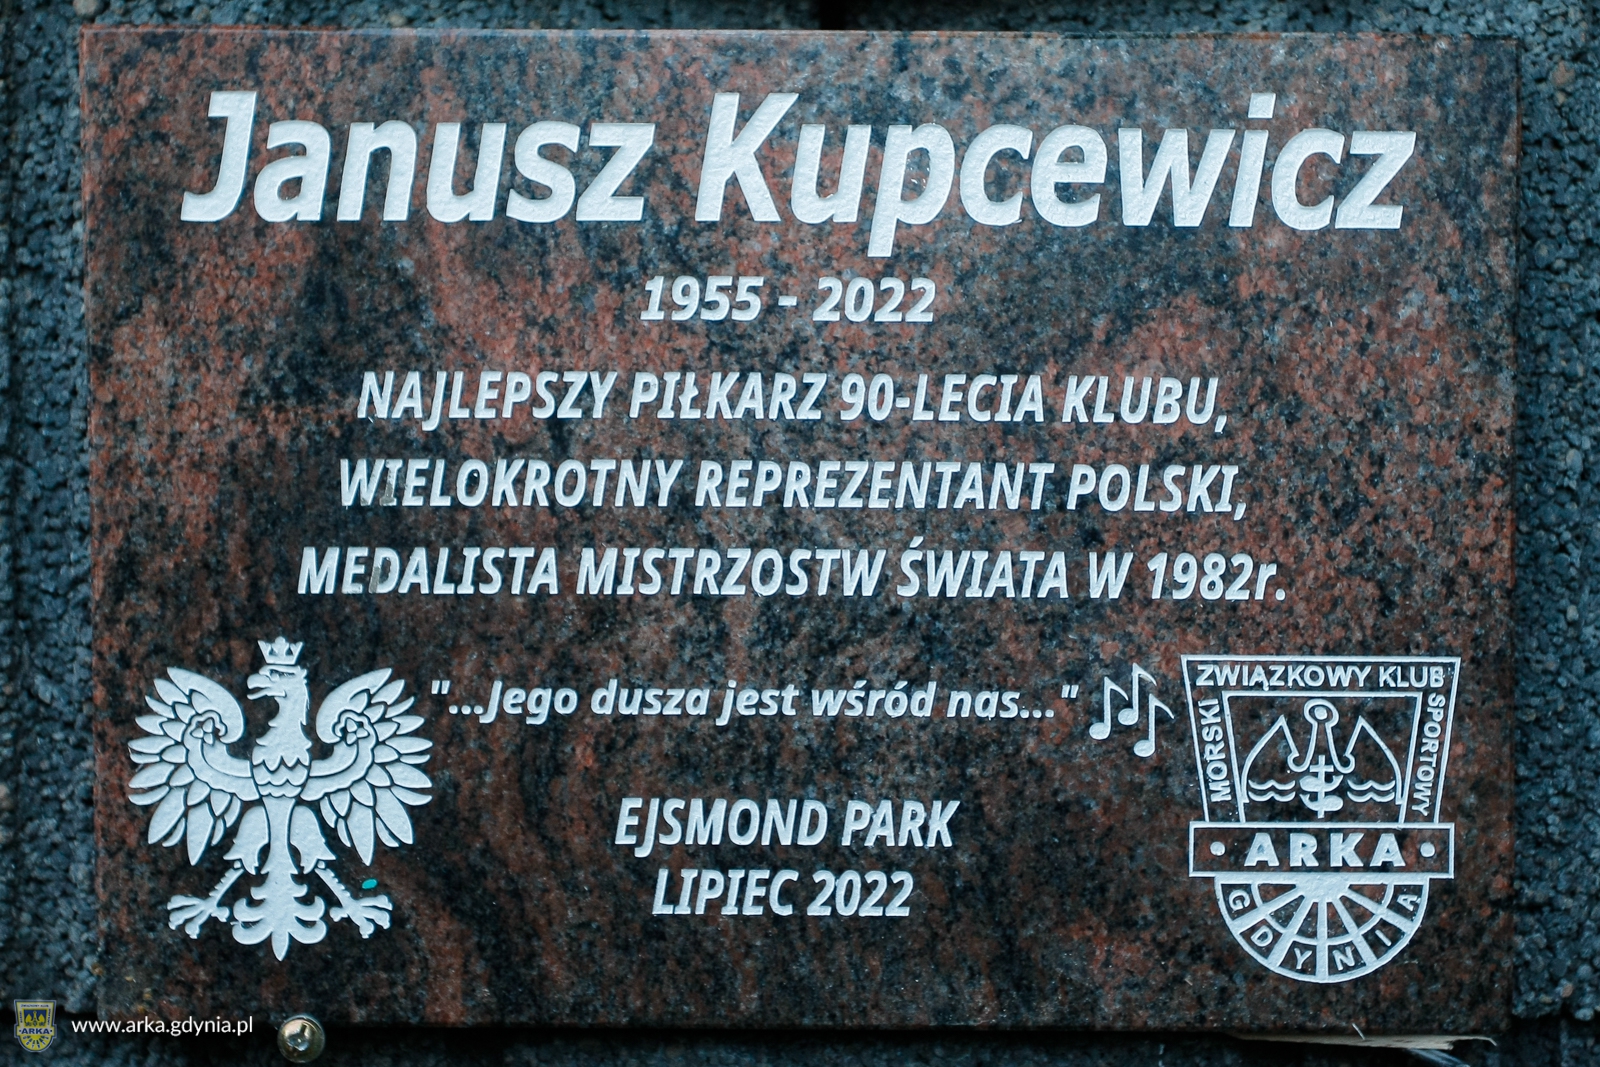 Janusz Kupcewicz
1955 - 2022
NAJLEPSZY PIŁKARZ 90-LECIA KLUBU,
WIELOKROTNY REPREZENTANT POLSKI,
MEDALISTA MISTRZOSTW ŚWIATA W 1982r.
"...Jego dusza jest wśród nas..."
EJSMOND PARK
LIPIEC 2022
MORSKI
ZWIĄZKOWY KLUB
SPORTOWY
ARKA
GDYNIA
ARKA
www.arka.gdynia.pl